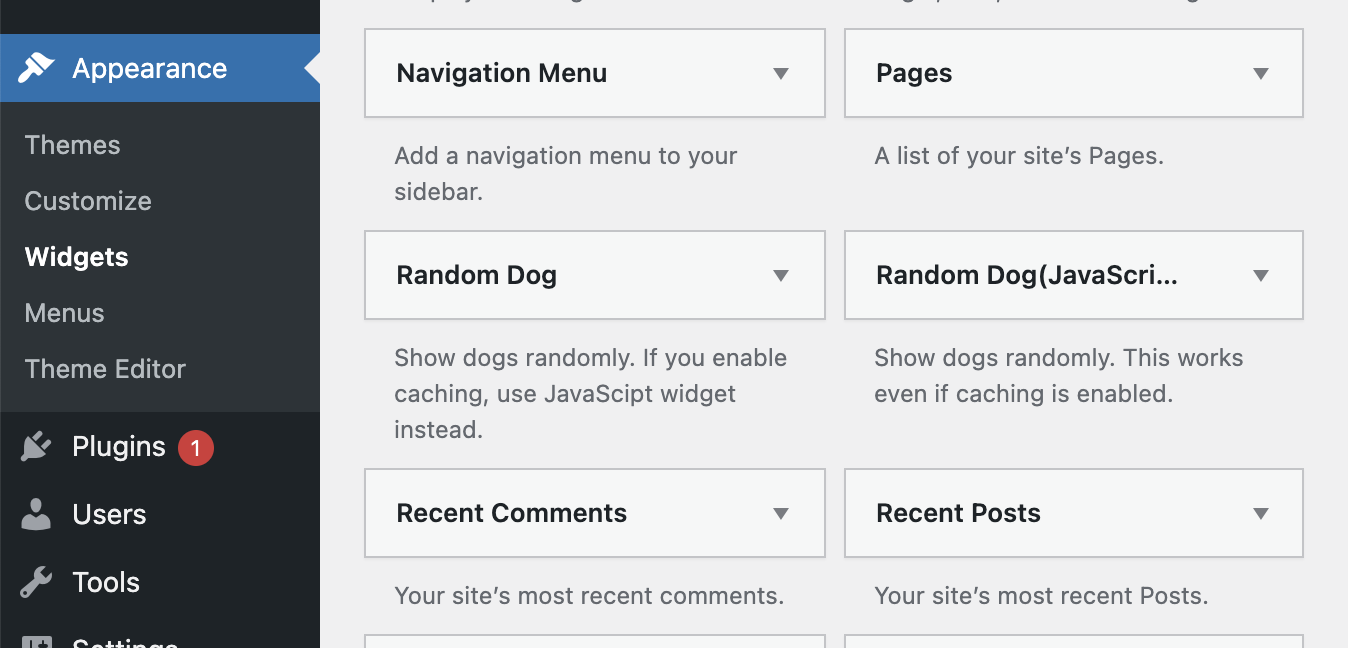 Appearance
Themes
Customize
Widgets
Menus
Theme Editor
Plugins 1
Users
Tools
Settings
Navigation Menu
Add a navigation menu to your
sidebar.
Pages
A list of your site’s Pages.
Random Dog
Show dogs randomly. If you enable
caching, use JavaScipt widget
instead.
Random Dog(JavaScri...
Show dogs randomly. This works
even if caching is enabled.
Recent Comments
Your site’s most recent comments.
Recent Posts
Your site’s most recent Posts.